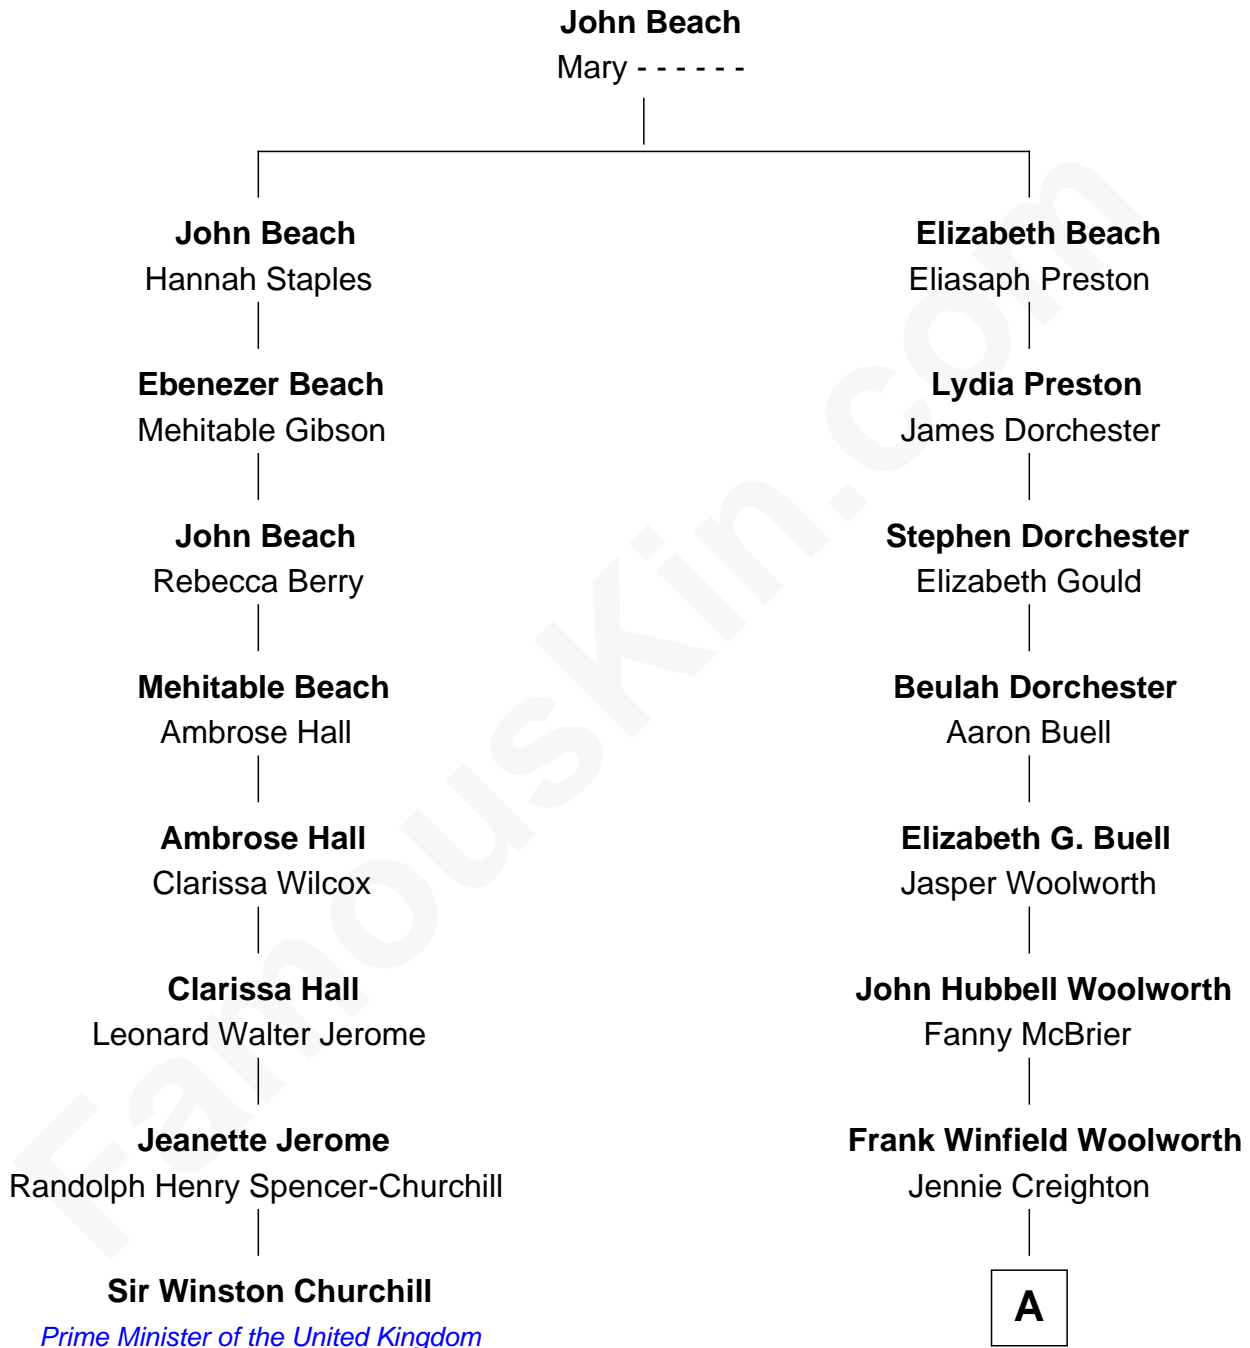 John Beach
Mary - - - - - -
John Beach
Hannah Staples
Elizabeth Beach
Eliasaph Preston
Ebenezer Beach
Mehitable Gibson
Lydia Preston
James Dorchester
John Beach
Rebecca Berry
Stephen Dorchester
Elizabeth Gould
Mehitable Beach
Ambrose Hall
Beulah Dorchester
Aaron Buell
Ambrose Hall
Clarissa Wilcox
Elizabeth G. Buell
Jasper Woolworth
Clarissa Hall
Leonard Walter Jerome
John Hubbell Woolworth
Fanny McBrier
Jeanette Jerome
Randolph Henry Spencer-Churchill
Frank Winfield Woolworth
Jennie Creighton
Sir Winston Churchill
Prime Minister of the United Kingdom
A
FamousKin.com